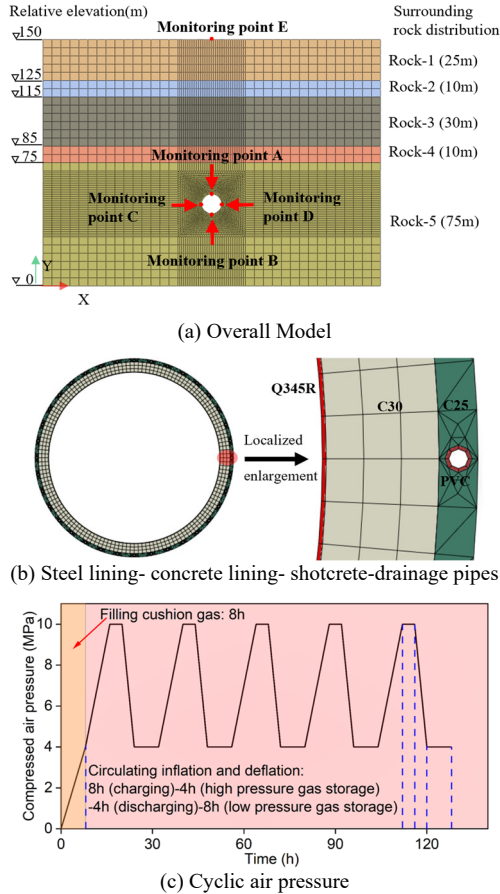 Relative elevation(m)
Monitoring point E
Surrounding
rock distribution
150
Rock-1 (25m)
125
Rock-2 (10m)
115
Rock-3 (30m)
85
Monitoring point A
Rock-4 (10m)
75
Monitoring
point C
Monitoring
point D
Rock-5 (75m)
Monitoring point B
0
Y
X
(a) Overall Model
Q345R
C30
C25
Localized
enlargement
PVC
(b) Steel lining- concrete lining- shotcrete-drainage pipes
Filling cushion gas: 8h
Compressed air pressure (MPa)
10
8
6
4
2
0
Circulating inflation and deflation:
8h (charging)-4h (high pressure gas storage)
-4h (discharging)-8h (low pressure gas storage)
0 30 60 90 120
Time (h)
(c) Cyclic air pressure